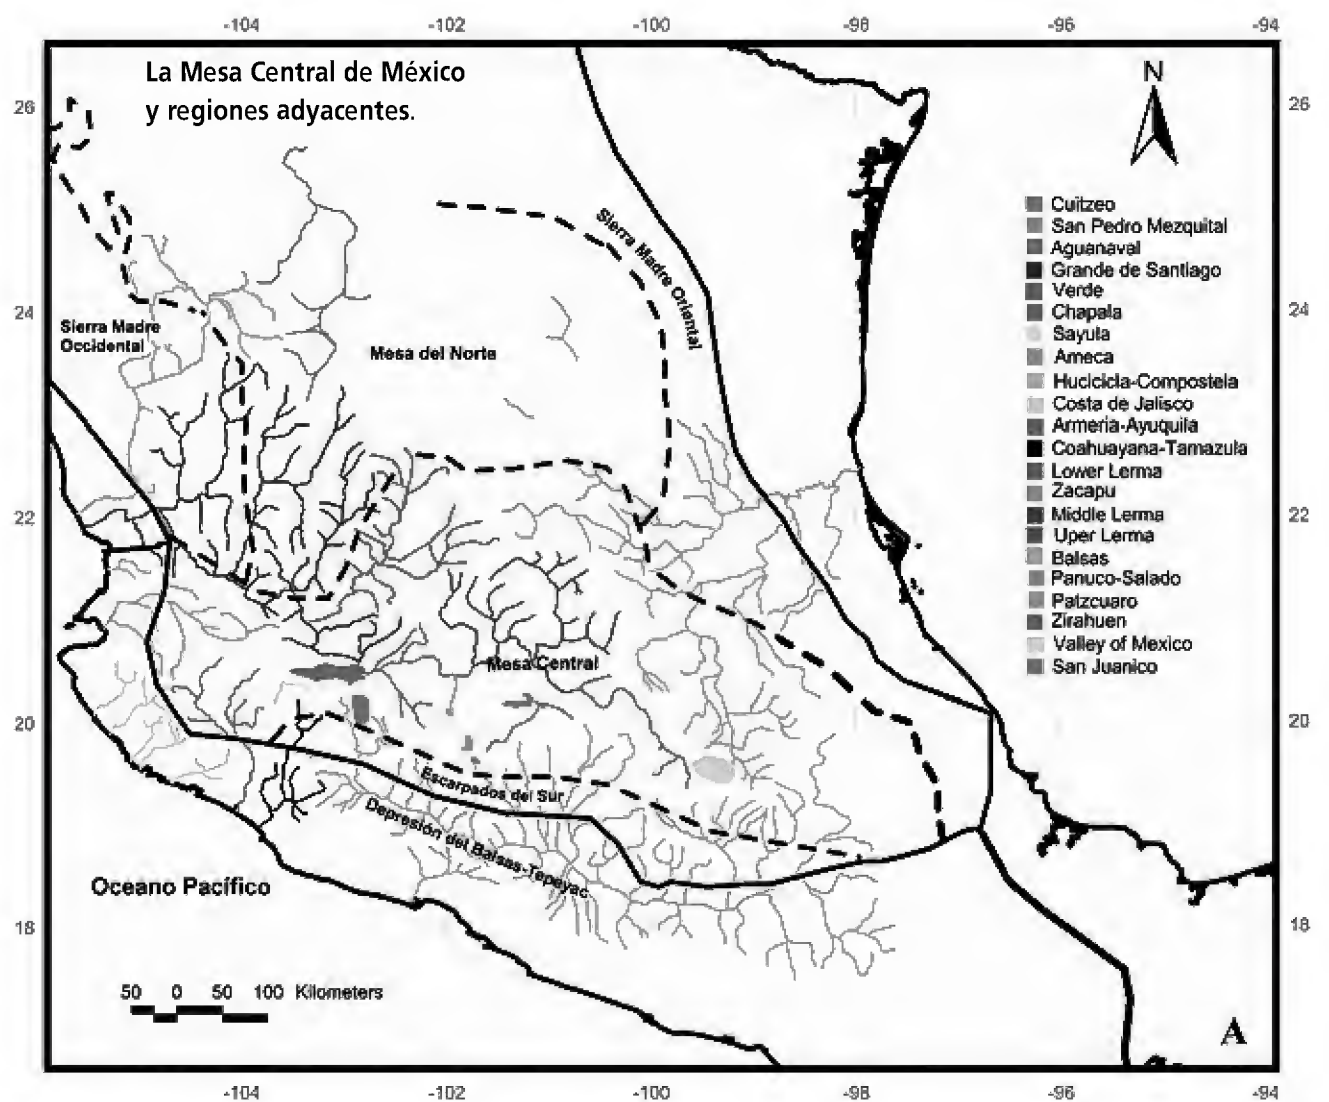 -104 -102 -100 -98 -96 -94
La Mesa Central de México
y regiones adyacentes.
N
26 26
Sierra Madre Oriental
Cuitzeo
San Pedro Mezquital
Aguanaval
Grande de Santiago
Verde
Chapala
Sayula
Ameca
Hucicicla-Compostela
Costa de Jalisco
Armeria-Ayuquila
Coahuayana-Tamazula
Lower Lerma
Zacapu
Middle Lerma
Uper Lerma
Balsas
Panuco-Salado
Patzcuaro
Zirahuen
Valley of Mexico
San Juanico
24 24
Sierra Madre
Occidental
Mesa del Norte
22 22
Mesa Central
20 20
Escarpados del Sur
Depresión del Balsas-Tepeyac
Oceano Pacífico
18 18
50 0 50 100 Kilometers
A
-104 -102 -100 -98 -96 -94